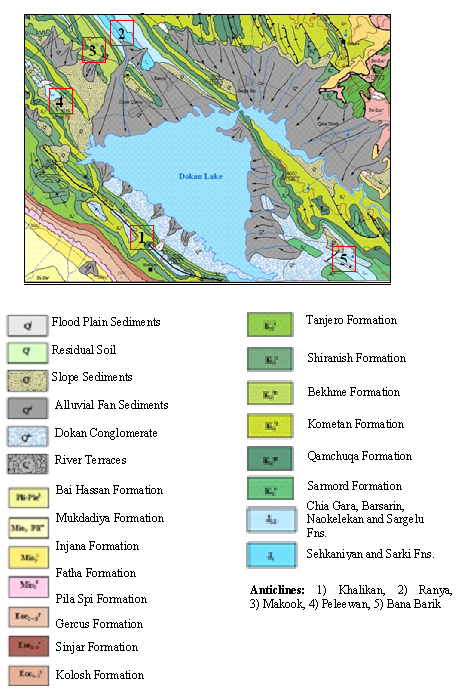 2
3
4
Dokan Lake
1
5
Flood Plain Sediments
Residual Soil
Slope Sediments
Alluvial Fan Sediments
Dokan Conglomerate
River Terraces
Bai Hassan Formation
Mukdadiya Formation
Injana Formation
Fatha Formation
Pila Spi Formation
Gercus Formation
Sinjar Formation
Kolosh Formation
Tanjero Formation
Shiranish Formation
Bekhme Formation
Kometan Formation
Qamchuqa Formation
Sarmord Formation
Chia Gara, Barsarin,
Naokelekan and Sargelu
Fns.
Sehkaniyan and Sarki Fns.
Anticlines: 1) Khalikan, 2) Ranya,
3) Makook, 4) Peleewan, 5) Bana Barik